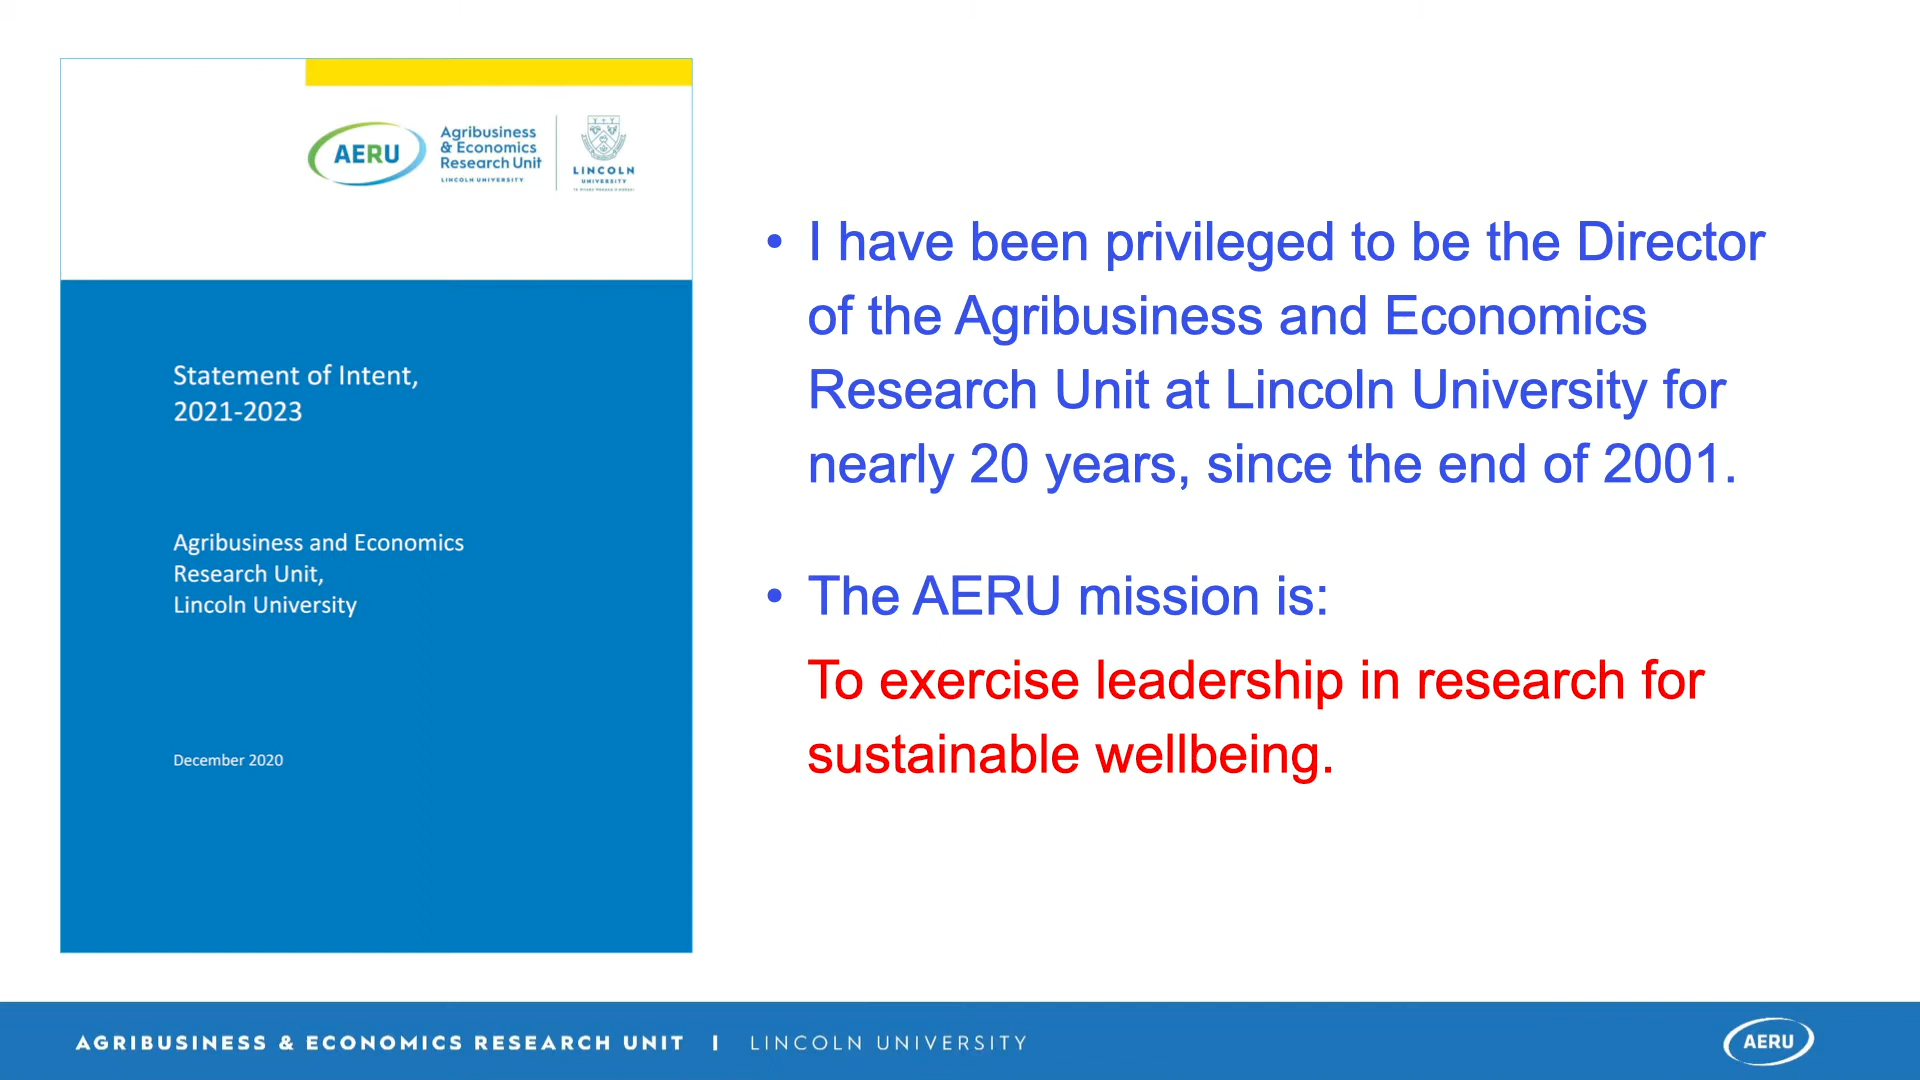 AERU
Agribusiness
& Economics
Research Unit
LINCOLN UNIVERSITY
LINCOLN
UNIVERSITY
Statement of Intent,
2021-2023
Agribusiness and Economics
Research Unit,
Lincoln University
December 2020
• I have been privileged to be the Director
of the Agribusiness and Economics
Research Unit at Lincoln University for
nearly 20 years, since the end of 2001.
• The AERU mission is:
To exercise leadership in research for
sustainable wellbeing.
AGRIBUSINESS & ECONOMICS RESEARCH UNIT | LINCOLN UNIVERSITY
AERU